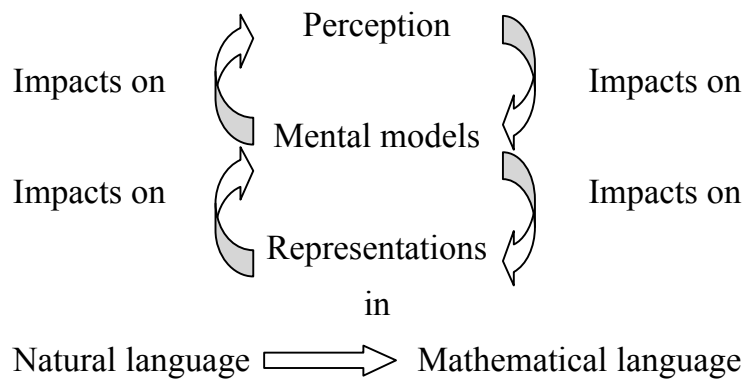 Perception
Impacts on
Impacts on
Mental models
Impacts on
Impacts on
Representations
in
Natural language
Mathematical language